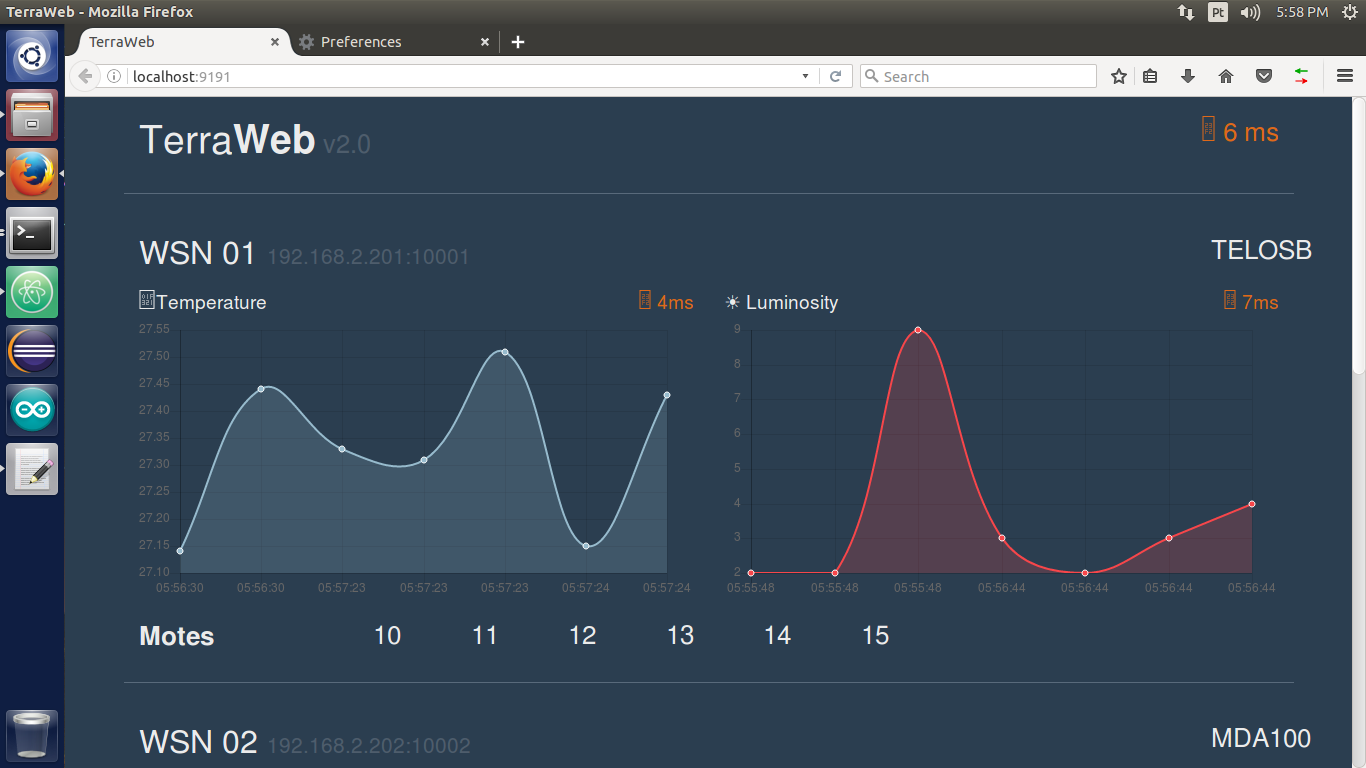 TerraWeb - Mozilla Firefox
Pt
5:58 PM
TerraWeb
Preferences
localhost:9191
Search
TerraWeb v2.0
6 ms
WSN 01 192.168.2.201:10001
TELOSB
Temperature
4ms
Luminosity
7ms
27.55
27.50
27.45
27.40
27.35
27.30
27.25
27.20
27.15
27.10
05:56:30 05:56:30 05:57:23 05:57:23 05:57:23 05:57:24 05:57:24
9
8
7
6
5
4
3
2
05:55:48 05:55:48 05:55:48 05:56:44 05:56:44 05:56:44 05:56:44
Motes 10 11 12 13 14 15
WSN 02 192.168.2.202:10002
MDA100